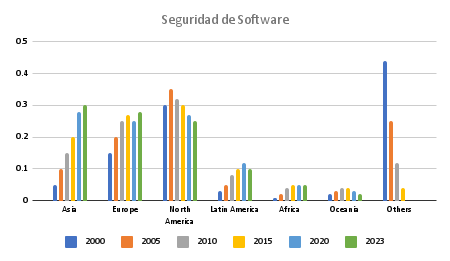 Seguridad de Software
0.5
0.4
0.3
0.2
0.1
0
Asia
Europe
North
America
Latin America
Africa
Oceania
Others
2000
2005
2010
2015
2020
2023